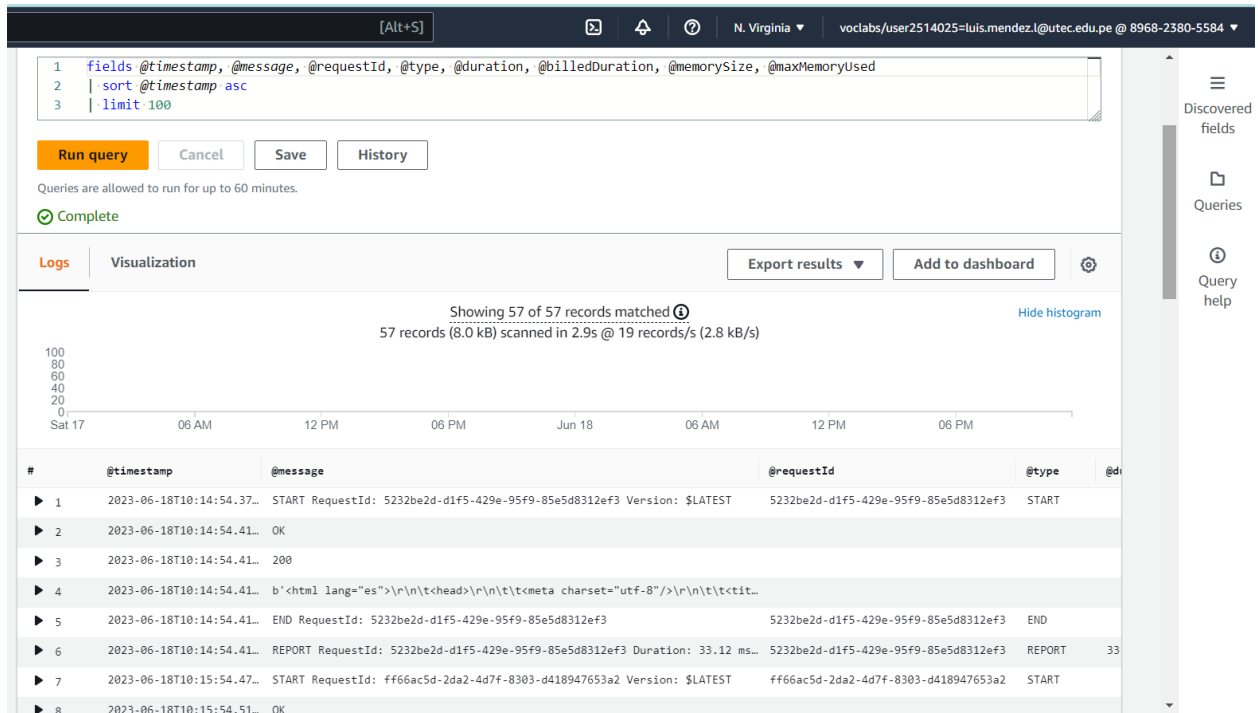 [Alt+S] N. Virginia ▼ voclabs/user2514025=luis.mendez.l@utec.edu.pe @ 8968-2380-5584 ▼
1 fields @timestamp, @message, @requestId, @type, @duration, @billedDuration, @memorySize, @maxMemoryUsed
2 | sort @timestamp asc
3 | limit 100
Discovered
fields
Run query Cancel Save History
Queries are allowed to run for up to 60 minutes.
Queries
Complete
Logs Visualization Export results ▼ Add to dashboard
Query
help
Showing 57 of 57 records matched
Hide histogram
57 records (8.0 kB) scanned in 2.9s @ 19 records/s (2.8 kB/s)
100
80
60
40
20
0
Sat 17 06 AM 12 PM 06 PM Jun 18 06 AM 12 PM 06 PM
# @timestamp @message @requestId @type @du
1 2023-06-18T10:14:54.37… START RequestId: 5232be2d-d1f5-429e-95f9-85e5d8312ef3 Version: $LATEST 5232be2d-d1f5-429e-95f9-85e5d8312ef3 START
2 2023-06-18T10:14:54.41… OK
3 2023-06-18T10:14:54.41… 200
4 2023-06-18T10:14:54.41… b'<html lang="es">\r\n\t<head>\r\n\t\t<meta charset="utf-8"/>\r\n\t\t<tit…
5 2023-06-18T10:14:54.41… END RequestId: 5232be2d-d1f5-429e-95f9-85e5d8312ef3 5232be2d-d1f5-429e-95f9-85e5d8312ef3 END
6 2023-06-18T10:14:54.41… REPORT RequestId: 5232be2d-d1f5-429e-95f9-85e5d8312ef3 Duration: 33.12 ms… 5232be2d-d1f5-429e-95f9-85e5d8312ef3 REPORT 33
7 2023-06-18T10:15:54.47… START RequestId: ff66ac5d-2da2-4d7f-8303-d418947653a2 Version: $LATEST ff66ac5d-2da2-4d7f-8303-d418947653a2 START
8 2023-06-18T10:15:54.51… OK